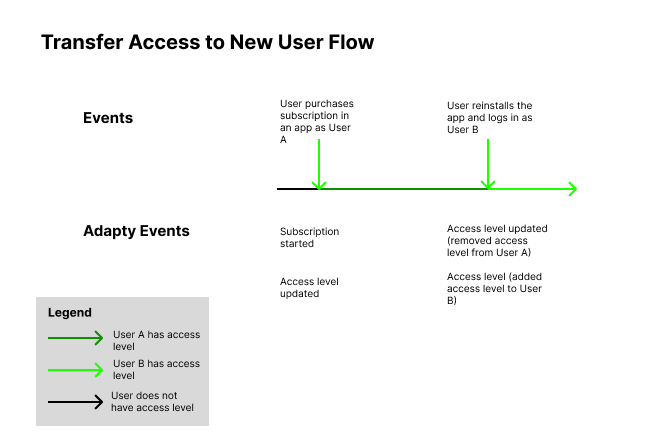 Transfer Access to New User Flow
Events
User purchases
subscription in
an app as User
A
User reinstalls the
app and logs in as
User B
Adapty Events
Subscription
started
Access level
updated
Access level updated
(removed access
level from User A)
Access level (added
access level to User
B)
Legend
User A has access
level
User B has access
level
User does not
have access level